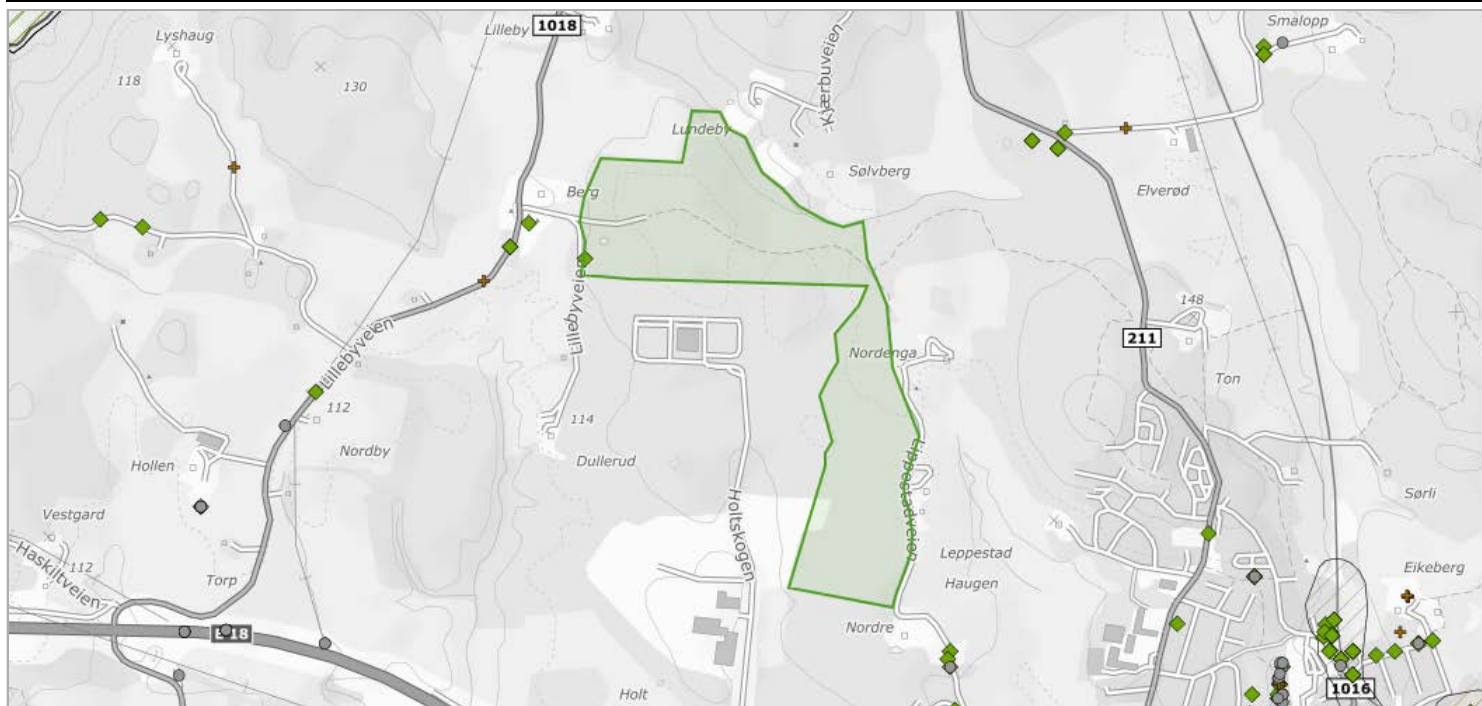 Lyshaug
Lilleby
1018
Smalopp
118
130
Kjærbuveien
Lundeby
Sølvberg
Berg
Elverød
Lillebyveien
148
211
Nordenga
Ton
Lillebyveien
112
114
Nordby
Dullerud
Hollen
Lippestadveien
Holtskogen
Sørli
Vestgard
Haskiltveien
112
Torp
Leppestad
Haugen
Eikeberg
Nordre
Holt
1016